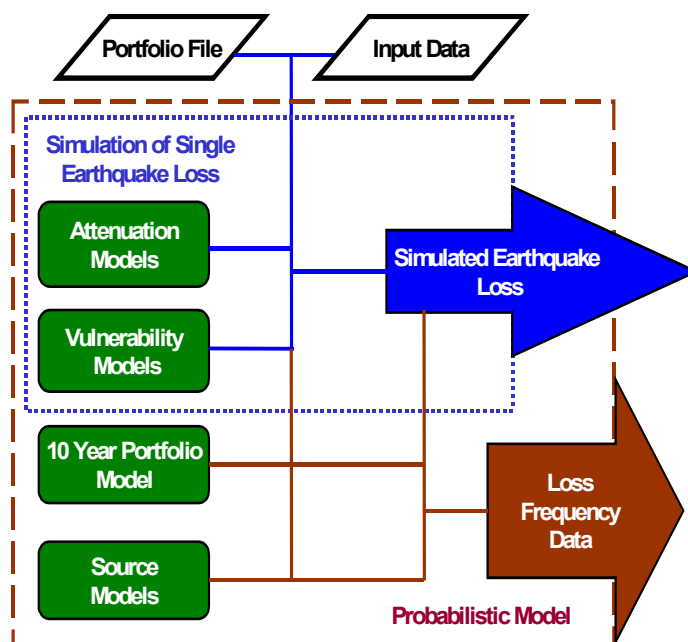 Portfolio File
Input Data
Simulation of Single
Earthquake Loss
Attenuation
Models
Simulated Earthquake
Loss
Vulnerability
Models
10 Year Portfolio
Model
Loss
Frequency
Data
Source
Models
Probabilistic Model